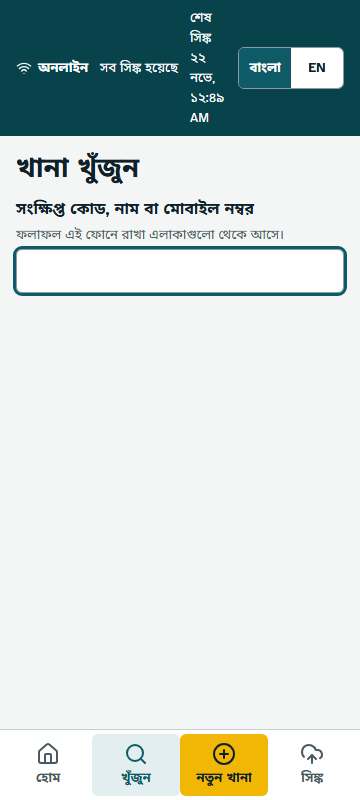 অনলাইন
সব সিঙ্ক হয়েছে
শেষ
সিঙ্ক
২২
নভে,
১২:৪৯
AM
বাংলা
EN
খানা খুঁজুন
সংক্ষিপ্ত কোড, নাম বা মোবাইল নম্বর
ফলাফল এই ফোনে রাখা এলাকাগুলো থেকে আসে।
হোম
খুঁজুন
নতুন খানা
সিঙ্ক